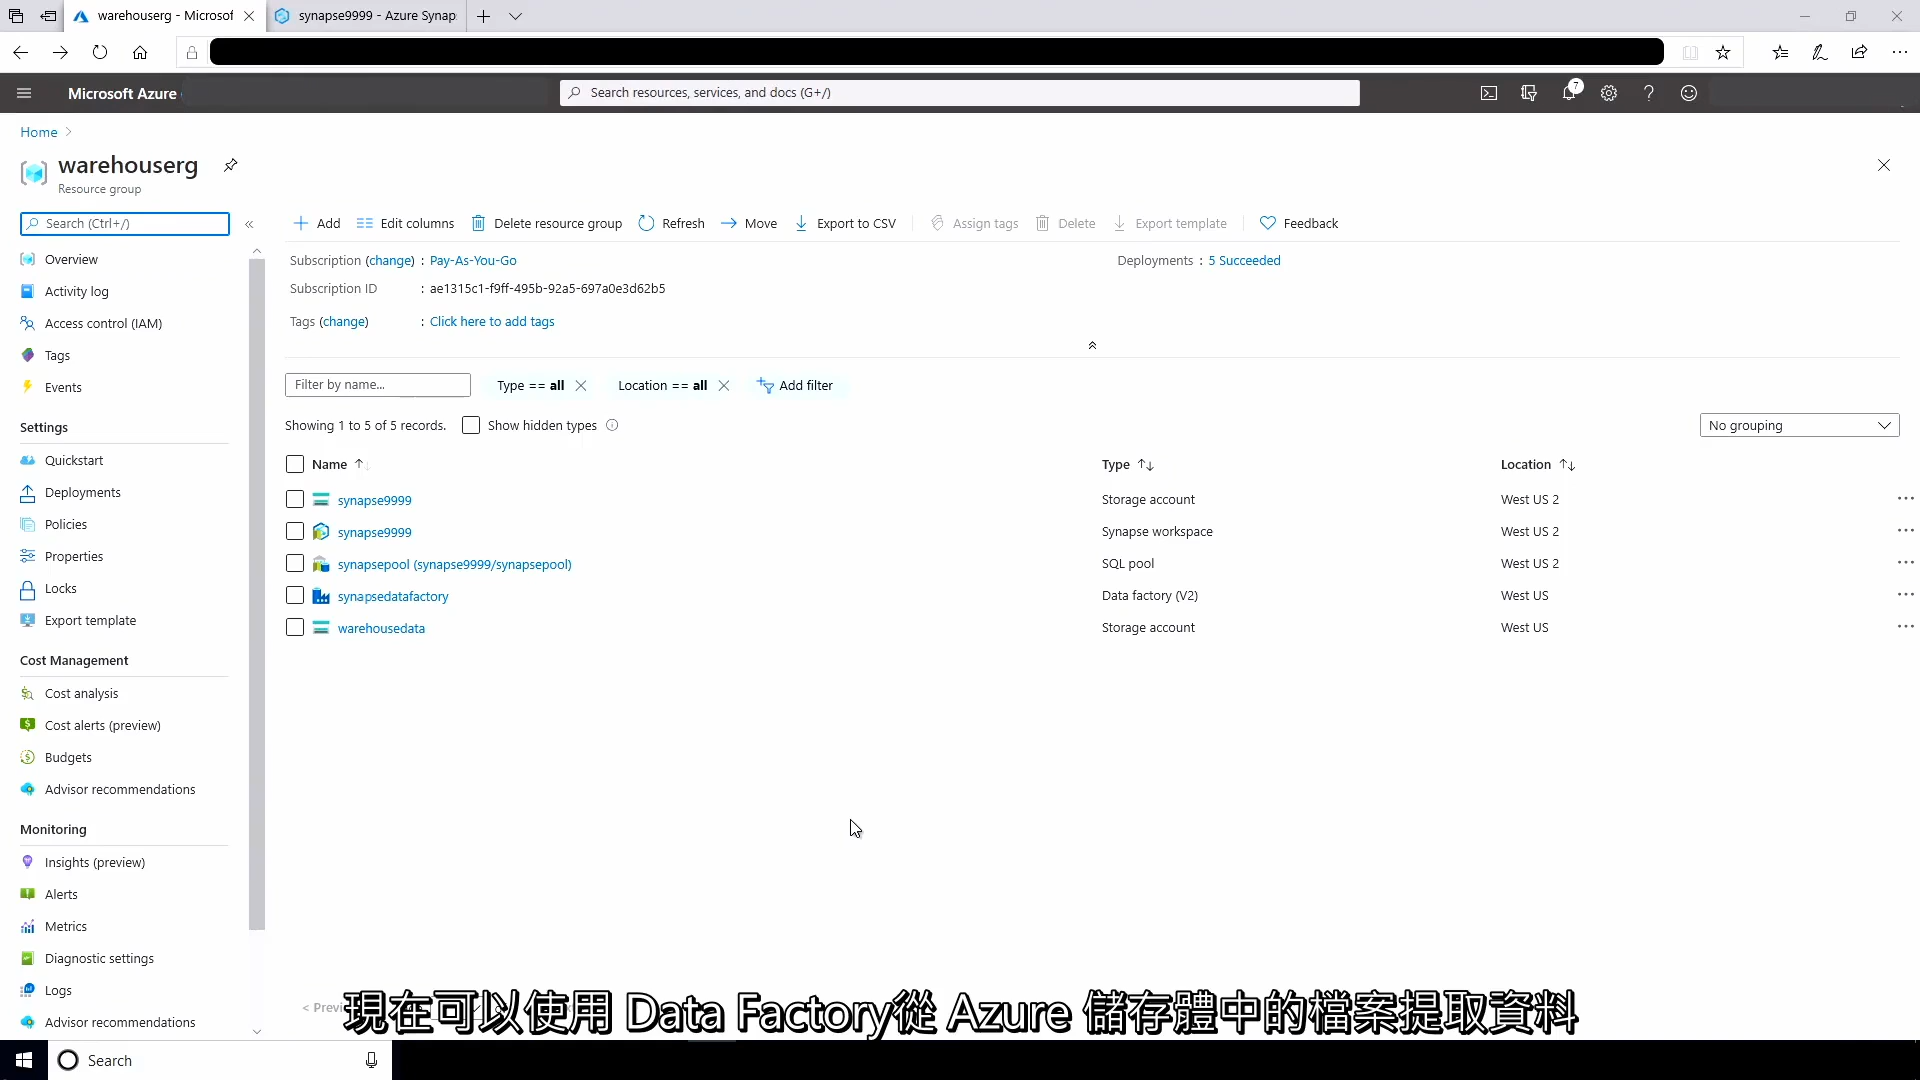 warehouserg - Microsof
synapse9999 - Azure Synap
Microsoft Azure
Search resources, services, and docs (G+/)
7
Home
warehouserg
Resource group
Search (Ctrl+/)
Add
Edit columns
Delete resource group
Refresh
Move
Export to CSV
Assign tags
Delete
Export template
Feedback
Overview
Activity log
Access control (IAM)
Tags
Events
Settings
Quickstart
Deployments
Policies
Properties
Locks
Export template
Cost Management
Cost analysis
Cost alerts (preview)
Budgets
Advisor recommendations
Monitoring
Insights (preview)
Alerts
Metrics
Diagnostic settings
Logs
Advisor recommendations
Subscription (change) : Pay-As-You-Go
Deployments : 5 Succeeded
Subscription ID : ae1315c1-f9ff-495b-92a5-697a0e3d62b5
Tags (change) : Click here to add tags
Filter by name...
Type == all
Location == all
Add filter
Showing 1 to 5 of 5 records.
Show hidden types
No grouping
Name Type Location
synapse9999 Storage account West US 2
synapse9999 Synapse workspace West US 2
synapsepool (synapse9999/synapsepool) SQL pool West US 2
synapsedatafactory Data factory (V2) West US
warehousedata Storage account West US
現在可以使用 Data Factory從 Azure 儲存體中的檔案提取資料
Search